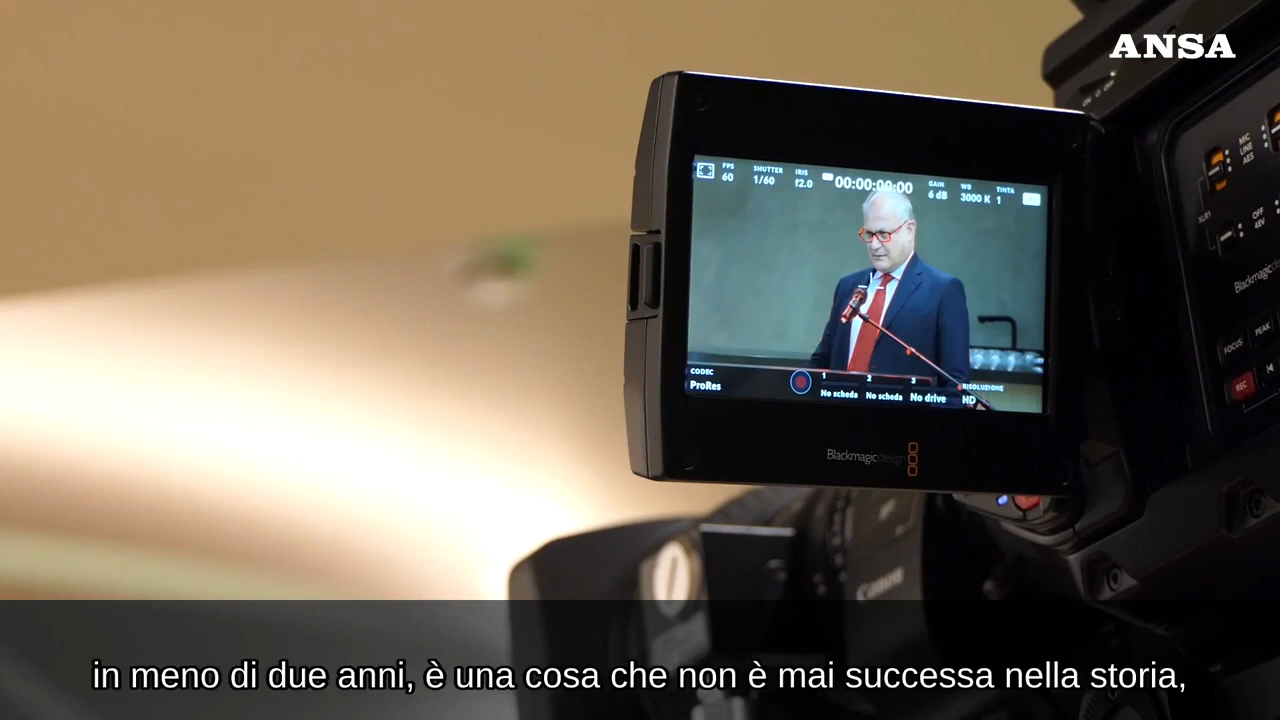 ANSA
ON OFF
MIC
LINE
AES
XLR1
OFF
48V
FPS
60
SHUTTER
1/60
IRIS
f2.0
00:00:00:00
GAIN
6 dB
WB
3000 K
TINTA
1
CODEC
ProRes
1
No scheda
2
No scheda
3
No drive
RISOLUZIONE
HD
Blackmagicdesign
FOCUS
PEAK
REC
Canon
in meno di due anni, è una cosa che non è mai successa nella storia,